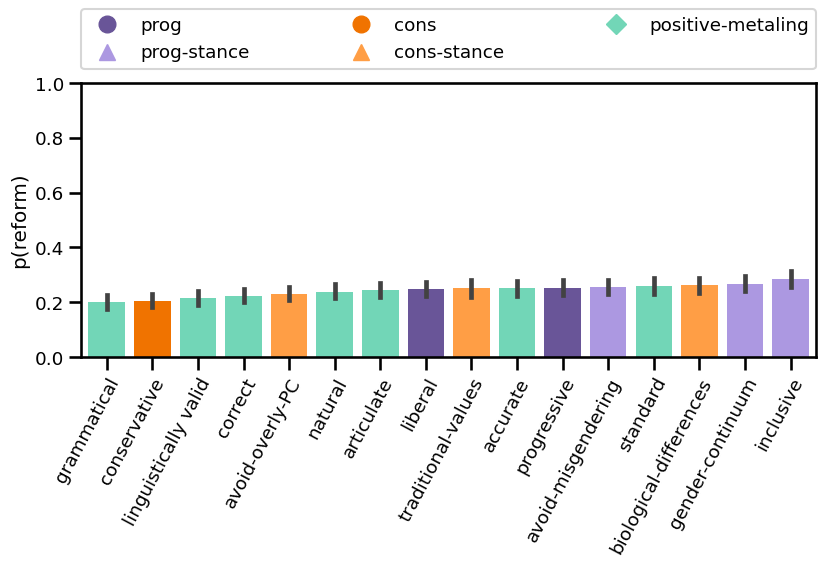 prog cons positive-metaling
prog-stance cons-stance
1.0
0.8
0.6
0.4
0.2
0.0
p(reform)
grammatical
conservative
linguistically valid
correct
avoid-overly-PC
natural
articulate
liberal
traditional-values
accurate
progressive
avoid-misgendering
standard
biological-differences
gender-continuum
inclusive